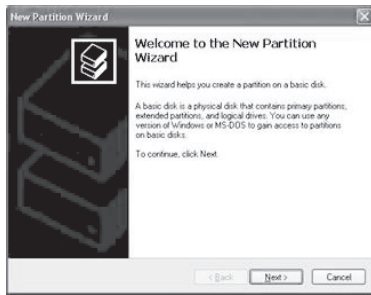 New Partition Wizard
Welcome to the New Partition
Wizard
This wizard helps you create a partition on a basic disk.
A basic disk is a physical disk that contains primary partitions,
extended partitions, and logical drives. You can use any
version of Windows or MS-DOS to gain access to partitions
on basic disks.
To continue, click Next.
< Back Next > Cancel